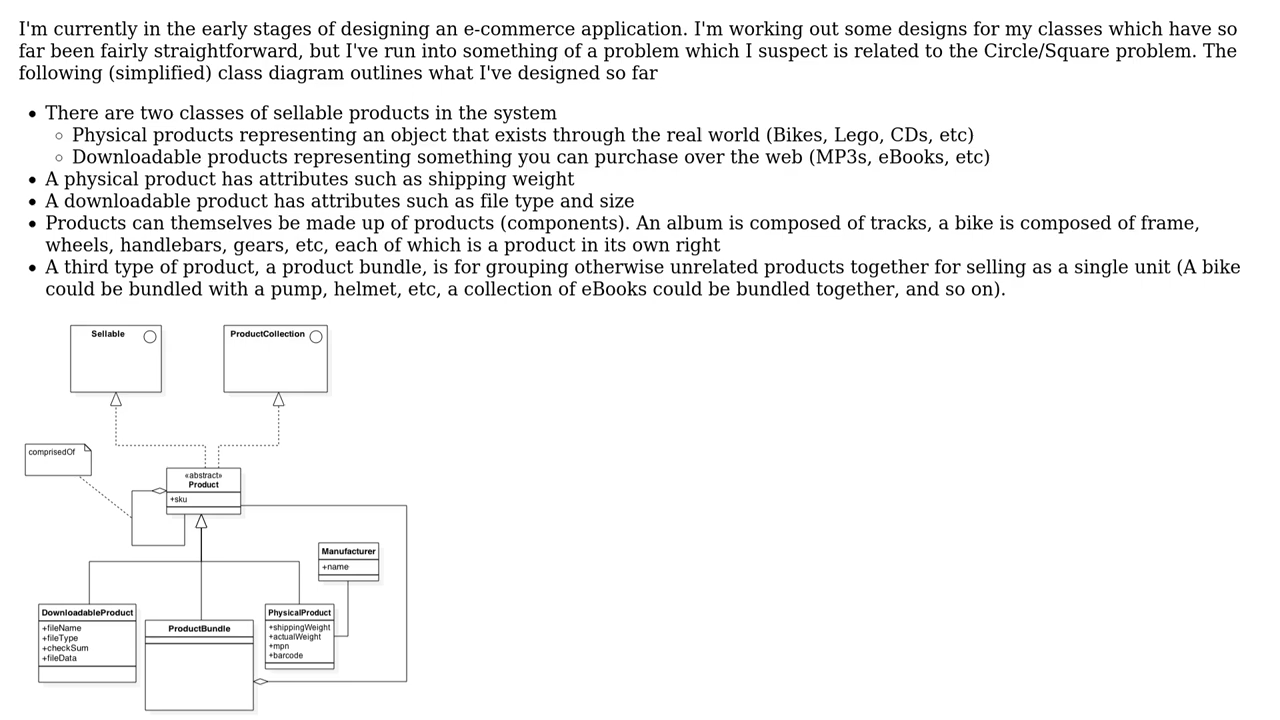 I'm currently in the early stages of designing an e-commerce application. I'm working out some designs for my classes which have so
far been fairly straightforward, but I've run into something of a problem which I suspect is related to the Circle/Square problem. The
following (simplified) class diagram outlines what I've designed so far
There are two classes of sellable products in the system
Physical products representing an object that exists through the real world (Bikes, Lego, CDs, etc)
Downloadable products representing something you can purchase over the web (MP3s, eBooks, etc)
A physical product has attributes such as shipping weight
A downloadable product has attributes such as file type and size
Products can themselves be made up of products (components). An album is composed of tracks, a bike is composed of frame,
wheels, handlebars, gears, etc, each of which is a product in its own right
A third type of product, a product bundle, is for grouping otherwise unrelated products together for selling as a single unit (A bike
could be bundled with a pump, helmet, etc, a collection of eBooks could be bundled together, and so on).
Sellable
ProductCollection
comprisedOf
«abstract»
Product
+sku
Manufacturer
+name
DownloadableProduct
+fileName
+fileType
+checkSum
+fileData
ProductBundle
PhysicalProduct
+shippingWeight
+actualWeight
+mpn
+barcode